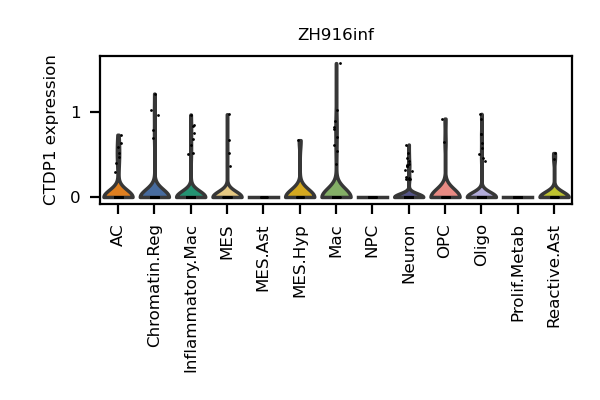 ZH916inf
CTDP1 expression
1
0
AC
Chromatin.Reg
Inflammatory.Mac
MES
MES.Ast
MES.Hyp
Mac
NPC
Neuron
OPC
Oligo
Prolif.Metab
Reactive.Ast